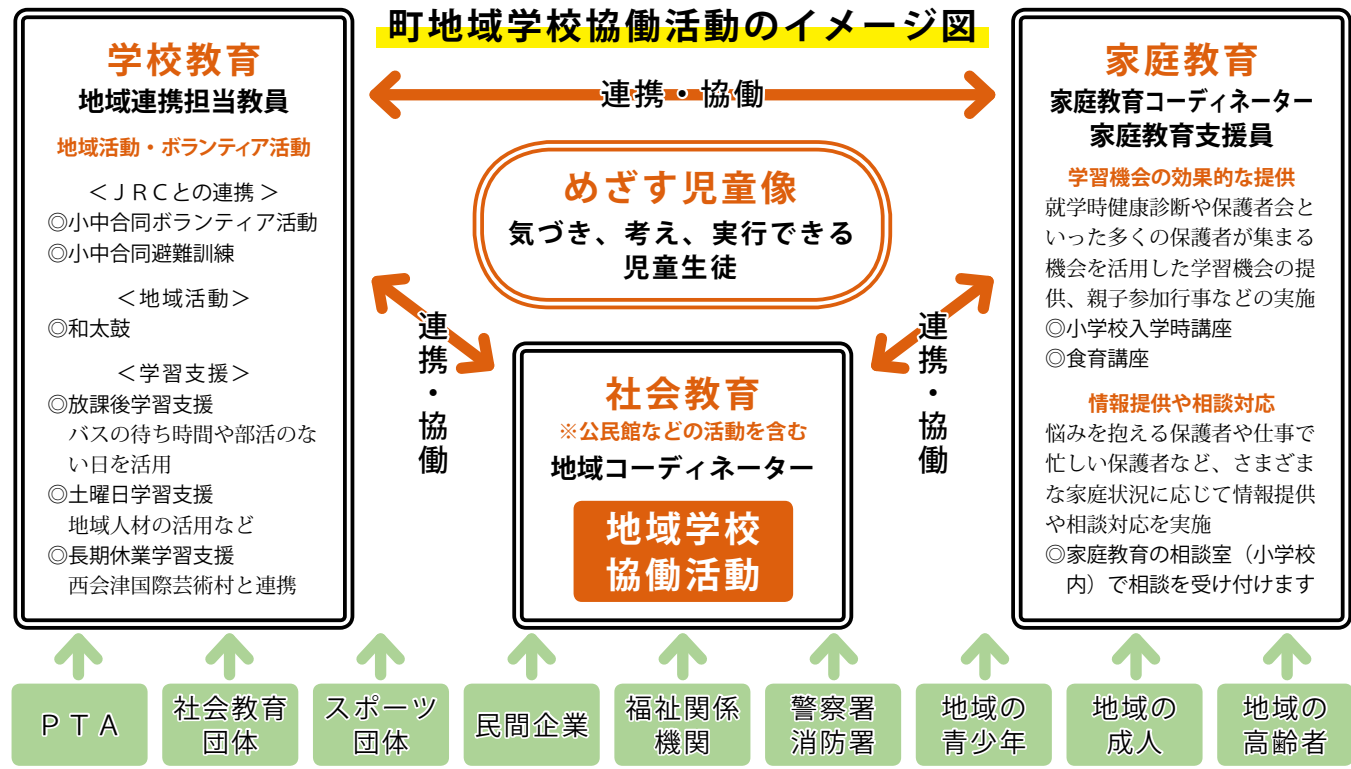 町地域学校協働活動のイメージ図
学校教育
地域連携担当教員
地域活動・ボランティア活動
＜ＪＲＣとの連携＞
◎小中合同ボランティア活動
◎小中合同避難訓練
＜地域活動＞
◎和太鼓
＜学習支援＞
◎放課後学習支援
バスの待ち時間や部活のな
い日を活用
◎土曜日学習支援
地域人材の活用など
◎長期休業学習支援
西会津国際芸術村と連携
連携・協働
めざす児童像
気づき、考え、実行できる
児童生徒
連携・協働
連携・協働
社会教育
※公民館などの活動を含む
地域コーディネーター
地域学校
協働活動
家庭教育
家庭教育コーディネーター
家庭教育支援員
学習機会の効果的な提供
就学時健康診断や保護者会と
いった多くの保護者が集まる
機会を活用した学習機会の提
供、親子参加行事などの実施
◎小学校入学時講座
◎食育講座
情報提供や相談対応
悩みを抱える保護者や仕事で
忙しい保護者など、さまざま
な家庭状況に応じて情報提供
や相談対応を実施
◎家庭教育の相談室（小学校
内）で相談を受け付けます
ＰＴＡ
社会教育
団体
スポーツ
団体
民間企業
福祉関係
機関
警察署
消防署
地域の
青少年
地域の
成人
地域の
高齢者